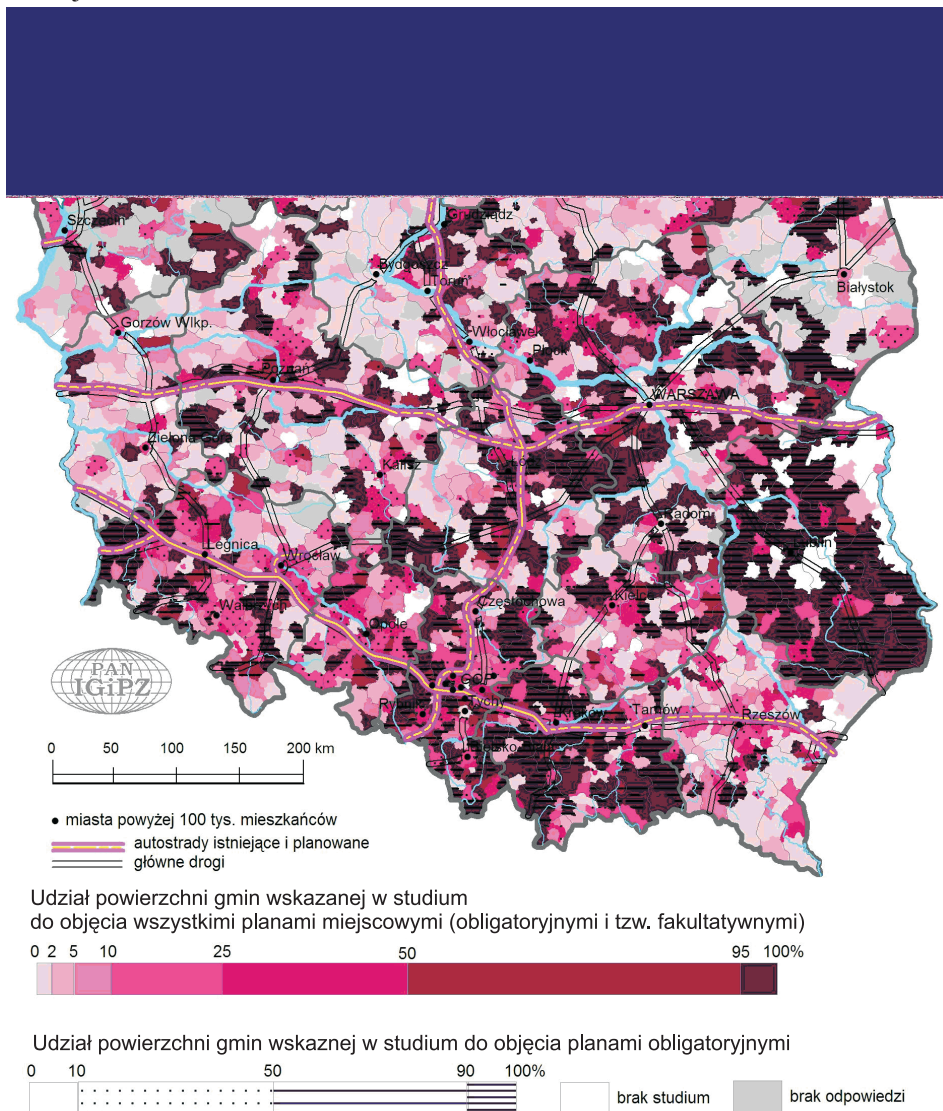 Szczecin
Grudziądz
Bydgoszcz
Toruń
Białystok
Gorzów Wlkp.
Włocławek
Płock
Poznań
WARSZAWA
Zielona Góra
Kalisz
Radom
Legnica
Wrocław
Wałbrzych
Częstochowa
Kielce
Opole
PAN
IGiPZ
GOP
Rybnik
Tychy
Kraków
Tarnów
Rzeszów
0 50 100 150 200 km
miasta powyżej 100 tys. mieszkańców
autostrady istniejące i planowane
główne drogi
Udział powierzchni gmin wskazanej w studium
do objęcia wszystkimi planami miejscowymi (obligatoryjnymi i tzw. fakultatywnymi)
0 2 5 10 25 50 95 100%
Udział powierzchni gmin wskaznej w studium do objęcia planami obligatoryjnymi
0 10 50 90 100%
brak studium
brak odpowiedzi